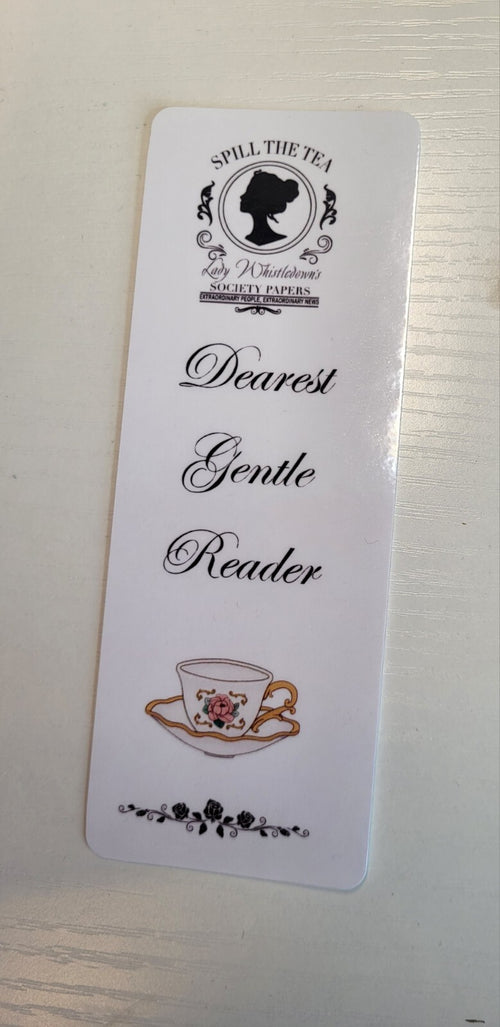 SPILL THE TEA
Lady Whistledown's
SOCIETY PAPERS
EXTRAORDINARY PEOPLE, EXTRAORDINARY NEWS
Dearest
Gentle
Reader